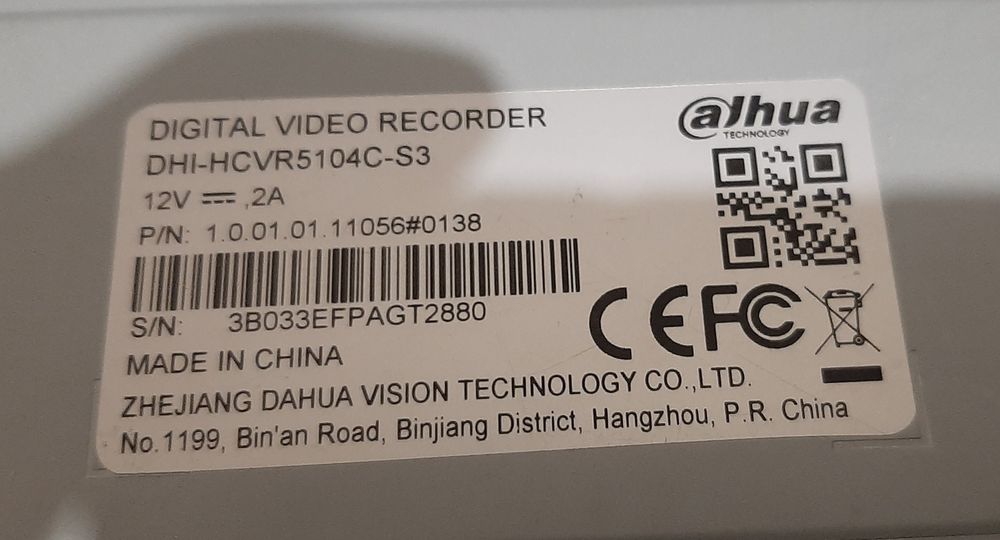 DIGITAL VIDEO RECORDER
DHI-HCVR5104C-S3
12V ⎓ ,2A
P/N: 1.0.01.01.11056#0138
S/N: 3B033EFPAGT2880
MADE IN CHINA
ZHEJIANG DAHUA VISION TECHNOLOGY CO.,LTD.
No.1199, Bin'an Road, Binjiang District, Hangzhou, P.R. China
alhua
TECHNOLOGY
CE FC